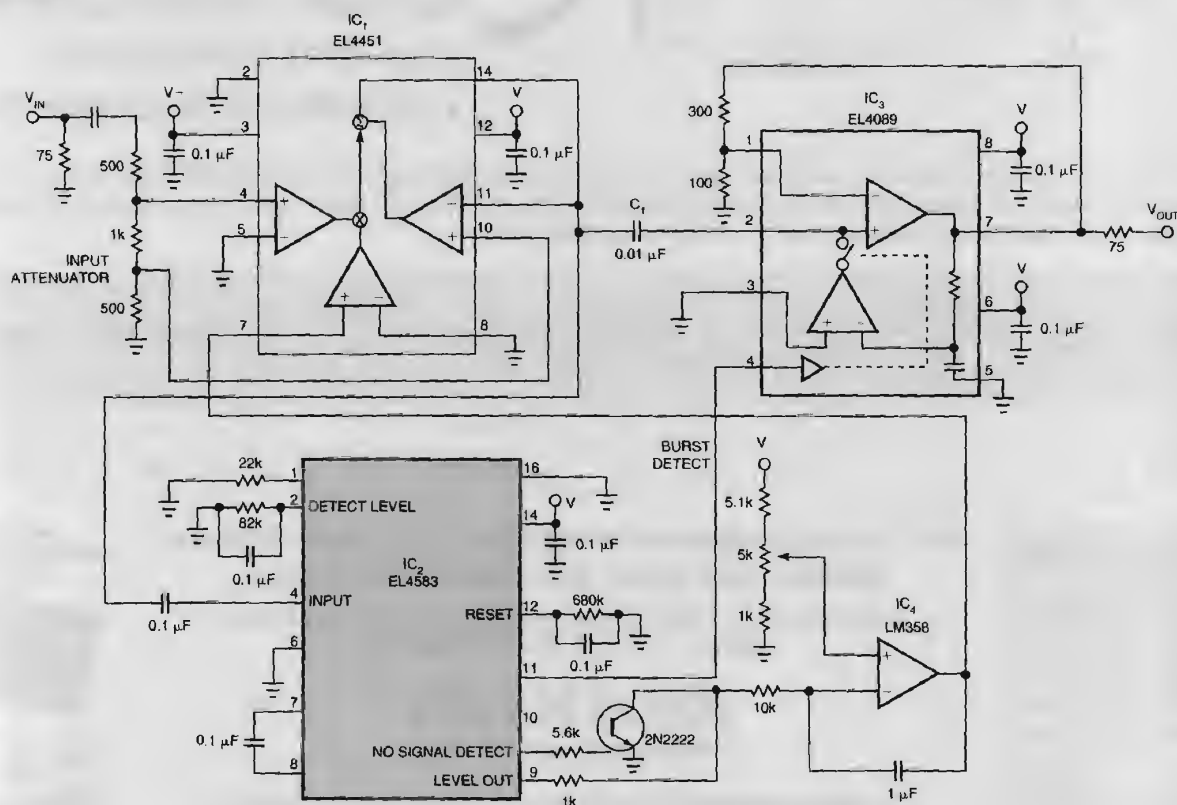 IC1
EL4451
VIN
75
500
1k
INPUT
ATTENUATOR
500
V–
0.1 µF
2
3
4
5
7
14
12
11
10
8
V
0.1 µF
Σ
+
–
–
+
+
–
C1
0.01 µF
IC3
EL4089
300
100
1
2
3
4
8
7
6
5
V
0.1 µF
V
0.1 µF
75
VOUT
–
+
+
–
22k
1
82k
2
DETECT LEVEL
0.1 µF
0.1 µF
4
INPUT
6
7
0.1 µF
8
IC2
EL4583
16
14
V
0.1 µF
RESET
12
680k
0.1 µF
11
10
NO SIGNAL DETECT
5.6k
2N2222
LEVEL OUT
9
1k
BURST
DETECT
V
5.1k
5k
1k
IC4
LM358
+
–
10k
1 µF